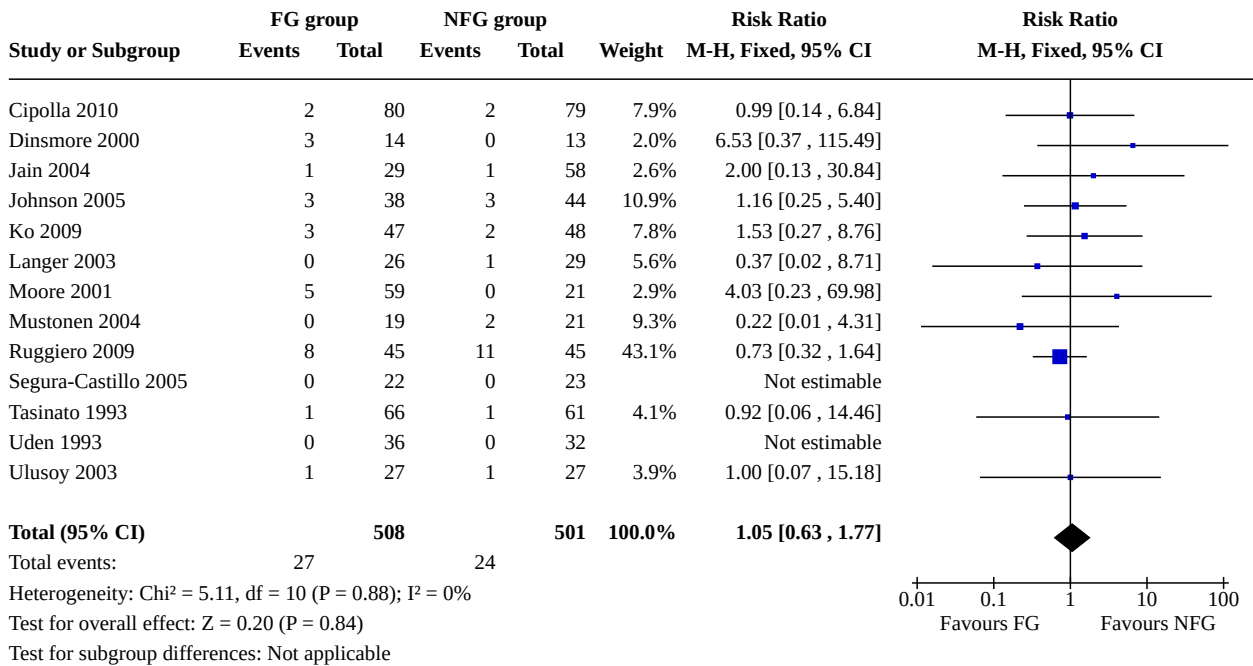 FG group NFG group Risk Ratio Risk Ratio
Study or Subgroup Events Total Events Total Weight M-H, Fixed, 95% CI M-H, Fixed, 95% CI
Cipolla 2010 2 80 2 79 7.9% 0.99 [0.14 , 6.84]
Dinsmore 2000 3 14 0 13 2.0% 6.53 [0.37 , 115.49]
Jain 2004 1 29 1 58 2.6% 2.00 [0.13 , 30.84]
Johnson 2005 3 38 3 44 10.9% 1.16 [0.25 , 5.40]
Ko 2009 3 47 2 48 7.8% 1.53 [0.27 , 8.76]
Langer 2003 0 26 1 29 5.6% 0.37 [0.02 , 8.71]
Moore 2001 5 59 0 21 2.9% 4.03 [0.23 , 69.98]
Mustonen 2004 0 19 2 21 9.3% 0.22 [0.01 , 4.31]
Ruggiero 2009 8 45 11 45 43.1% 0.73 [0.32 , 1.64]
Segura-Castillo 2005 0 22 0 23 Not estimable
Tasinato 1993 1 66 1 61 4.1% 0.92 [0.06 , 14.46]
Uden 1993 0 36 0 32 Not estimable
Ulusoy 2003 1 27 1 27 3.9% 1.00 [0.07 , 15.18]
Total (95% CI) 508 501 100.0% 1.05 [0.63 , 1.77]
Total events: 27 24
Heterogeneity: Chi² = 5.11, df = 10 (P = 0.88); I² = 0%
Test for overall effect: Z = 0.20 (P = 0.84)
Test for subgroup differences: Not applicable
0.01 0.1 1 10 100
Favours FG Favours NFG